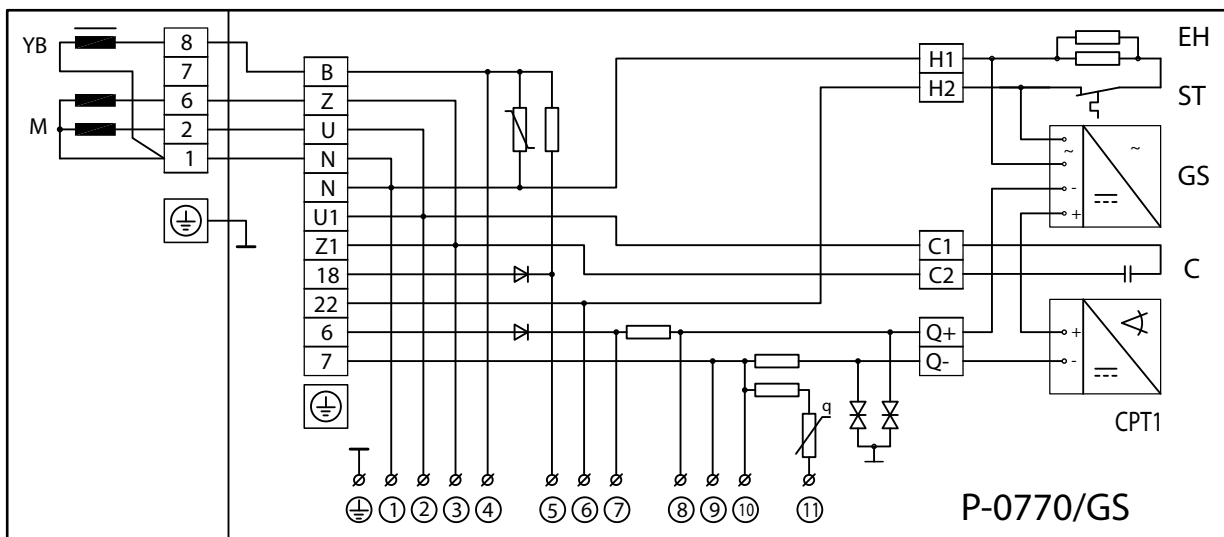 YB
M
8
7
6
2
1
B
Z
U
N
N
U1
Z1
18
22
6
7
H1
H2
C1
C2
Q+
Q-
EH
ST
GS
C
CPT1
~
~
-
+
+
-
q
1
2
3
4
5
6
7
8
9
10
11
P-0770/GS